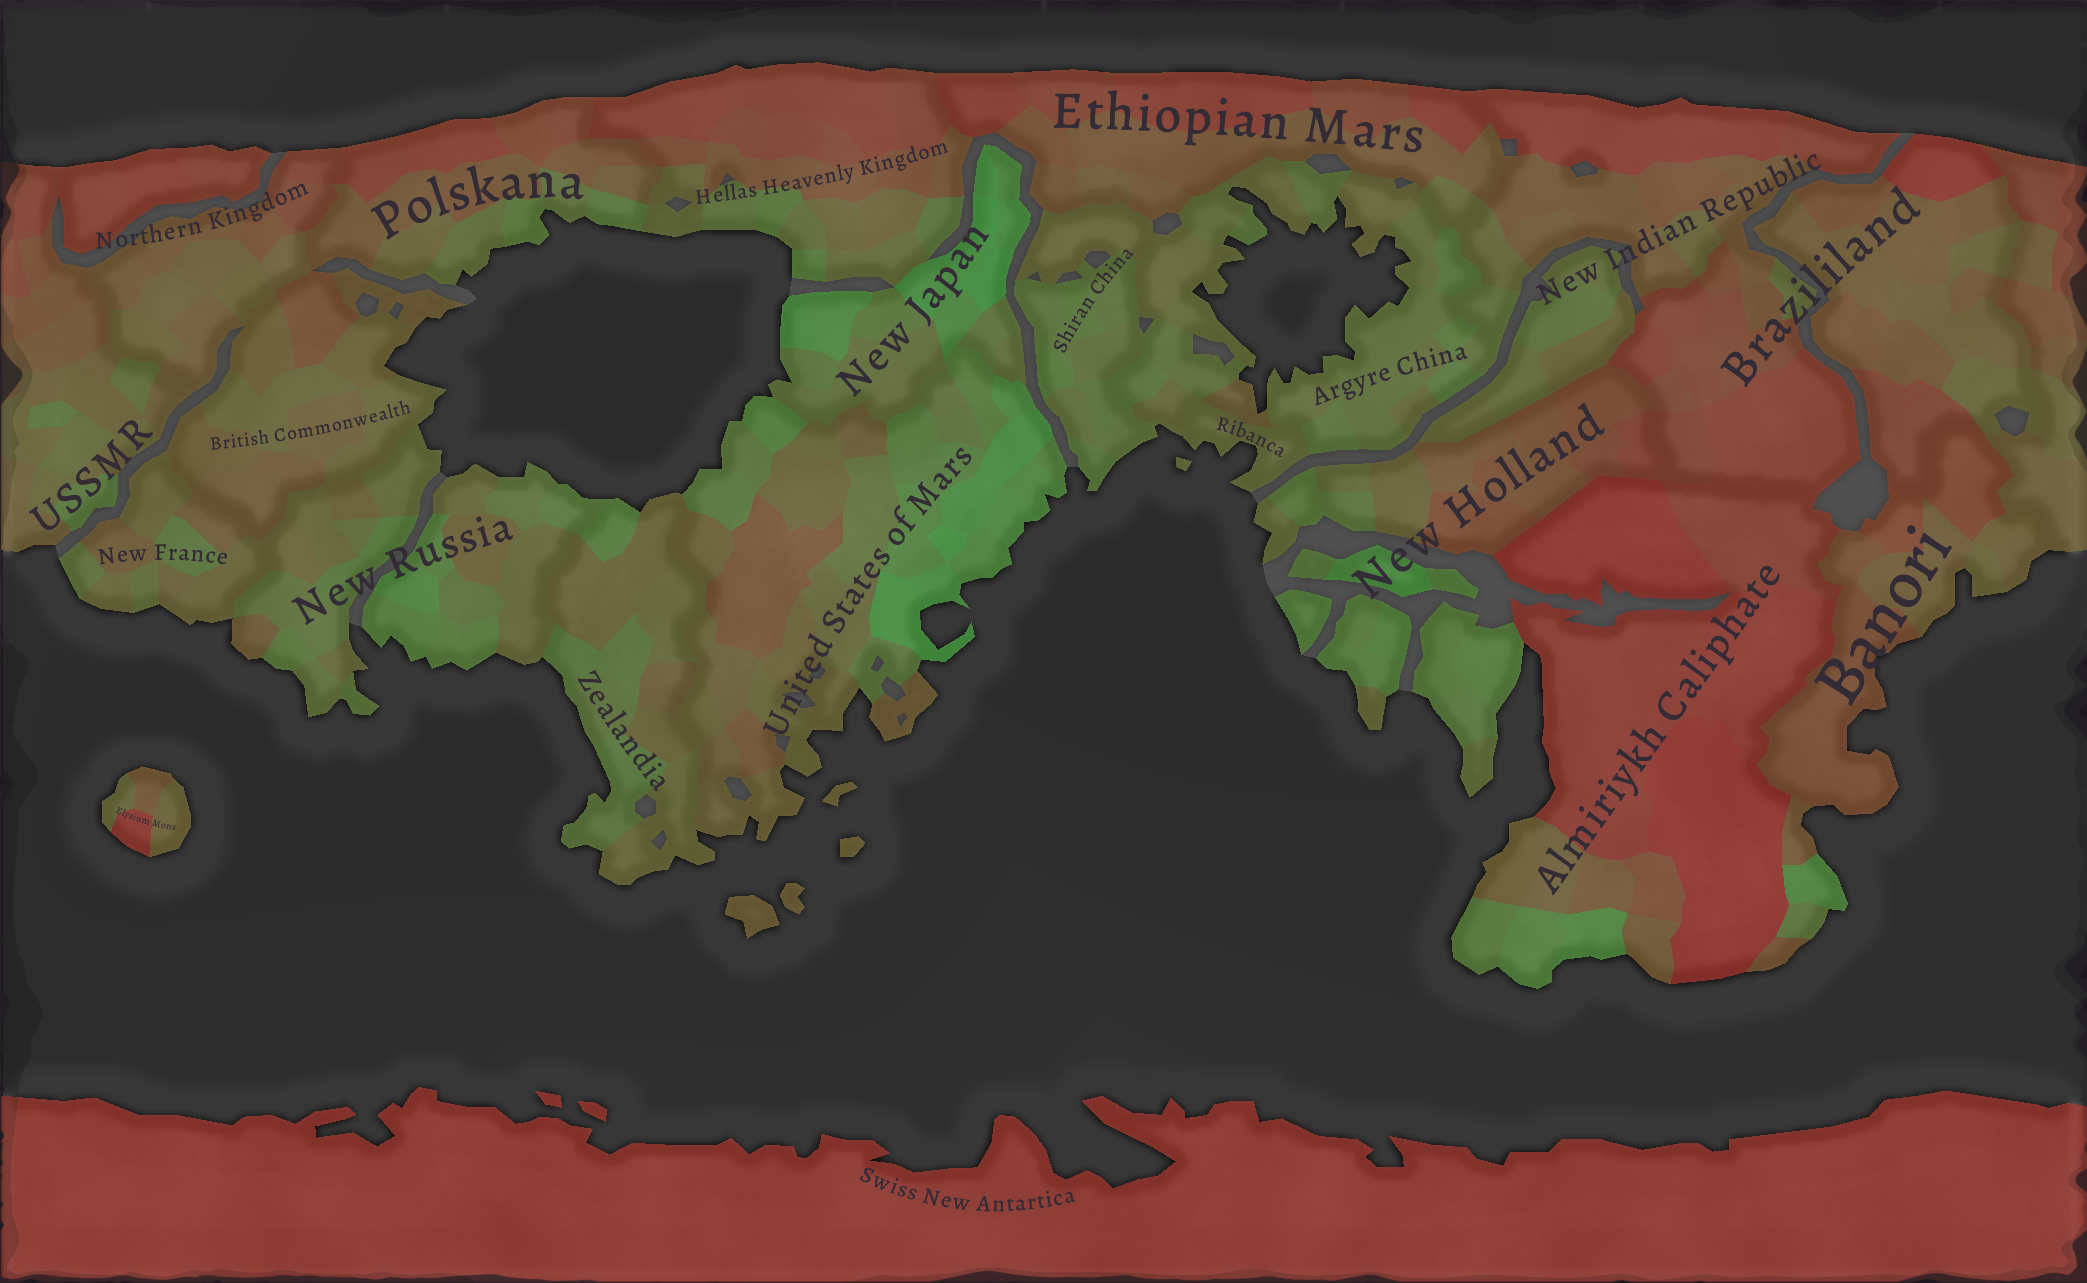 Ethiopian Mars
Polskana
Hellas Heavenly Kingdom
Northern Kingdom
New Indian Republic
Brazililand
New Japan
Shiran China
Argyre China
USSMR
British Commonwealth
Ribanca
New Holland
New France
New Russia
United States of Mars
Zealandia
Almiriykh Caliphate
Banori
Elysium Mons
Swiss New Antartica